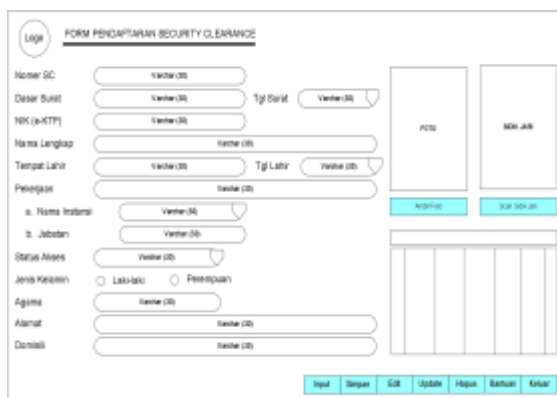 Logo FORM PENDAFTARAN SECURITY CLEARANCE
Nomer SC Varchar (30)
Dasar Surat Varchar (30) Tgl Surat Varchar (30)
NIK (e-KTP) Varchar (30)
Nama Lengkap Varchar (30)
Tempat Lahir Varchar (30) Tgl Lahir Varchar (30)
Pekerjaan Varchar (30)
a. Nama Instansi Varchar (30)
b. Jabatan Varchar (30)
Status Akses Varchar (30)
Jenis Kelamin Laki-laki Perempuan
Agama Varchar (30)
Alamat Varchar (30)
Domisili Varchar (30)
FOTO SIDIK JARI
Ambil Foto Scan Sidik Jari
Input Simpan Edit Update Hapus Bantuan Keluar